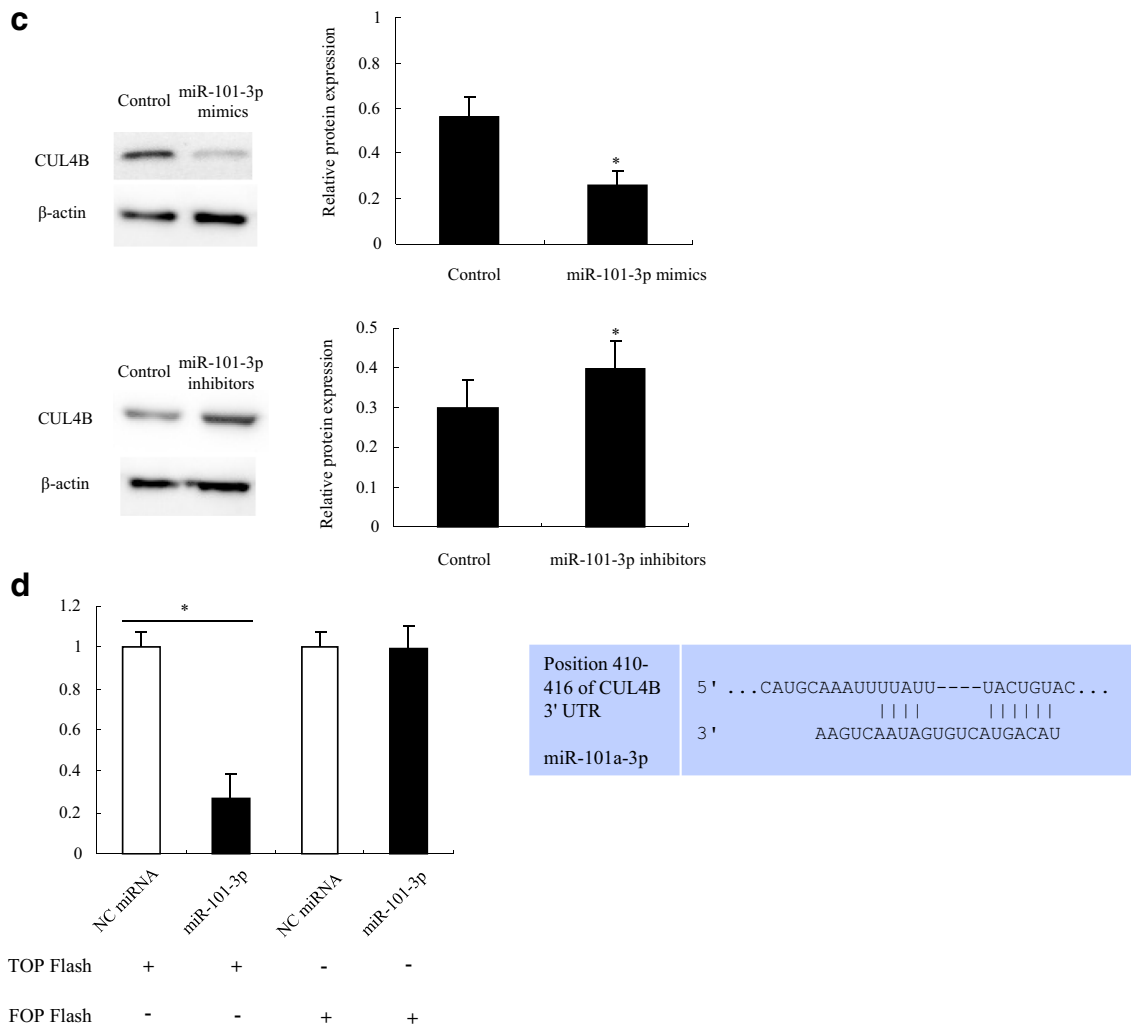 c
Control miR-101-3p
mimics
CUL4B
β-actin
Relative protein expression
1
0.8
0.6
0.4
0.2
0
*
Control miR-101-3p mimics
Control miR-101-3p
inhibitors
CUL4B
β-actin
Relative protein expression
0.5
0.4
0.3
0.2
0.1
0
*
Control miR-101-3p inhibitors
d
1.2
1
0.8
0.6
0.4
0.2
0
*
NC miRNA miR-101-3p NC miRNA miR-101-3p
TOP Flash + + - -
FOP Flash - - + +
Position 410-
416 of CUL4B
3' UTR
miR-101a-3p
5' ...CAUGCAAAUUUUAUU----UACUGUAC...
|||| ||||||
3' AAGUCAAUAGUGUCAUGACAU